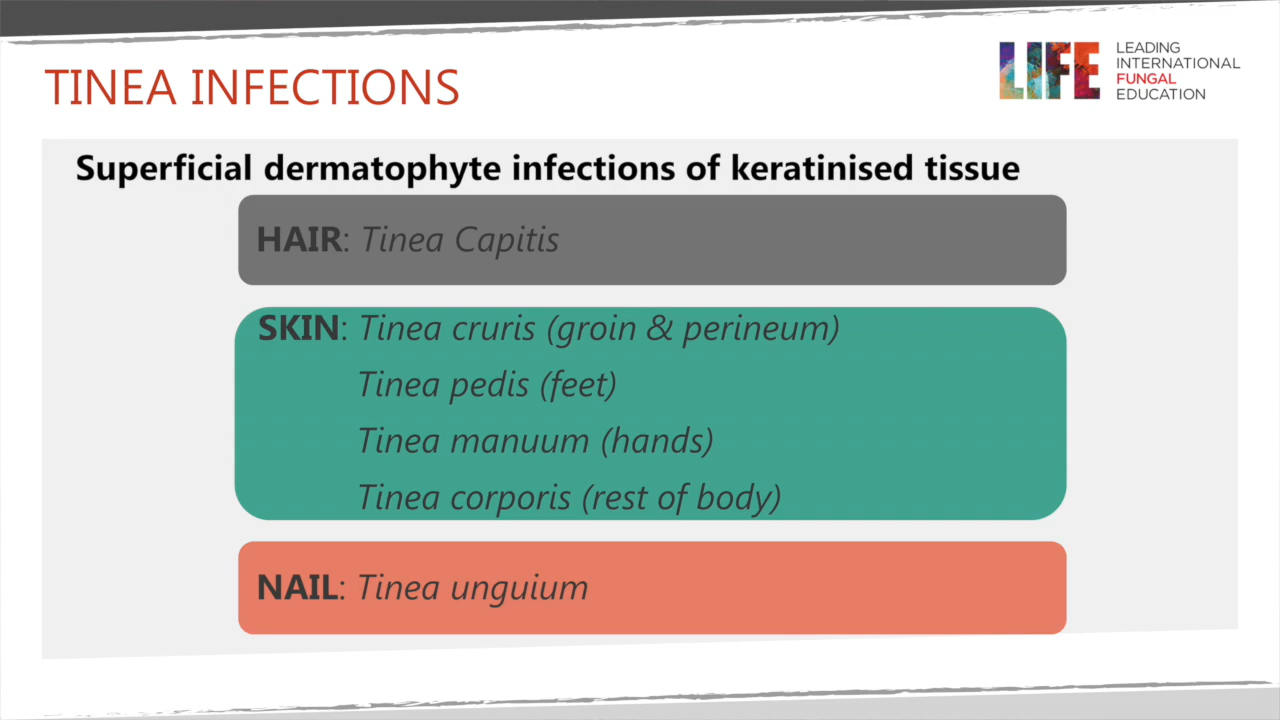 TINEA INFECTIONS
LIFE
LEADING
INTERNATIONAL
FUNGAL
EDUCATION
Superficial dermatophyte infections of keratinised tissue
HAIR: Tinea Capitis
SKIN: Tinea cruris (groin & perineum)
Tinea pedis (feet)
Tinea manuum (hands)
Tinea corporis (rest of body)
NAIL: Tinea unguium